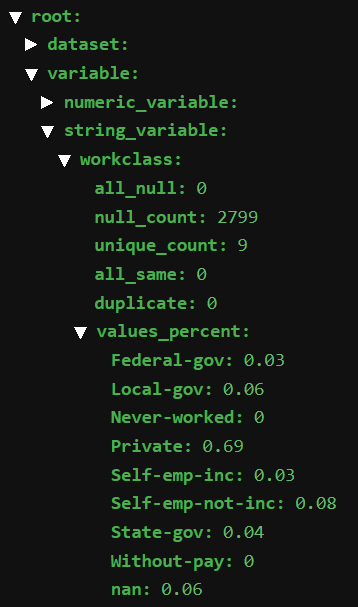 root:
dataset:
variable:
numeric_variable:
string_variable:
workclass:
all_null: 0
null_count: 2799
unique_count: 9
all_same: 0
duplicate: 0
values_percent:
Federal-gov: 0.03
Local-gov: 0.06
Never-worked: 0
Private: 0.69
Self-emp-inc: 0.03
Self-emp-not-inc: 0.08
State-gov: 0.04
Without-pay: 0
nan: 0.06